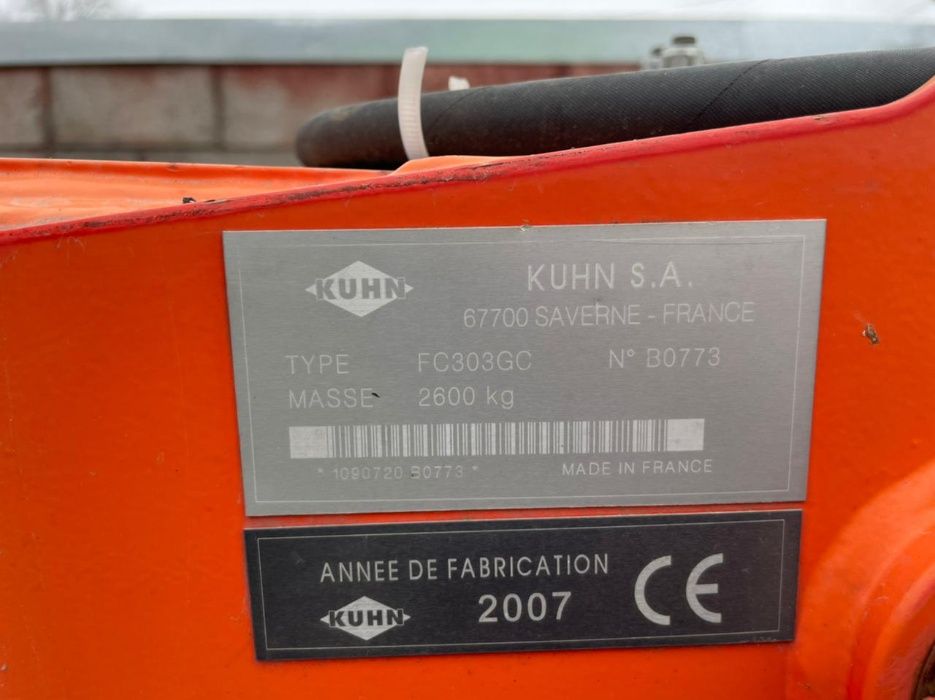 KUHN
KUHN S.A.
67700 SAVERNE - FRANCE
TYPE FC303GC N° B0773
MASSE 2600 kg
* 1090720 B0773 *
MADE IN FRANCE
ANNEE DE FABRICATION
KUHN
2007
CE